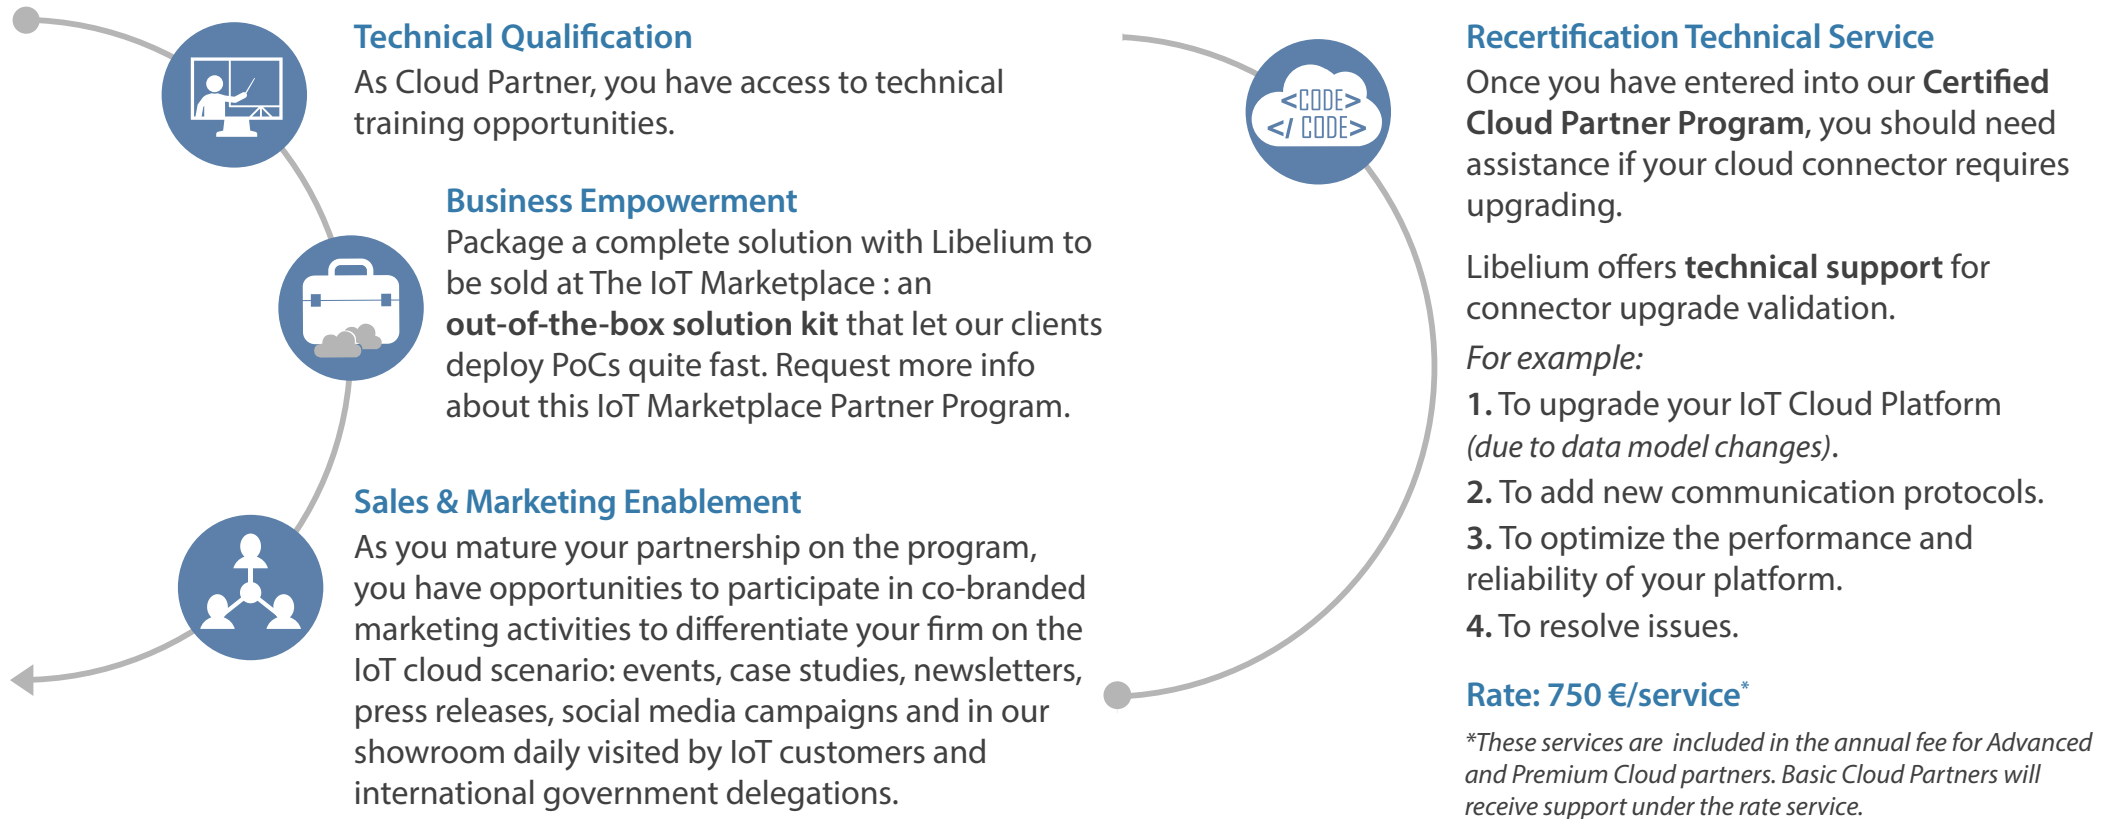 Technical Qualification
As Cloud Partner, you have access to technical
training opportunities.
Business Empowerment
Package a complete solution with Libelium to
be sold at The IoT Marketplace : an
out-of-the-box solution kit that let our clients
deploy PoCs quite fast. Request more info
about this IoT Marketplace Partner Program.
Sales & Marketing Enablement
As you mature your partnership on the program,
you have opportunities to participate in co-branded
marketing activities to differentiate your firm on the
IoT cloud scenario: events, case studies, newsletters,
press releases, social media campaigns and in our
showroom daily visited by IoT customers and
international government delegations.
<CODE>
</ CODE>
Recertification Technical Service
Once you have entered into our Certified
Cloud Partner Program, you should need
assistance if your cloud connector requires
upgrading.
Libelium offers technical support for
connector upgrade validation.
For example:
1. To upgrade your IoT Cloud Platform
(due to data model changes).
2. To add new communication protocols.
3. To optimize the performance and
reliability of your platform.
4. To resolve issues.
Rate: 750 €/service*
*These services are included in the annual fee for Advanced
and Premium Cloud partners. Basic Cloud Partners will
receive support under the rate service.